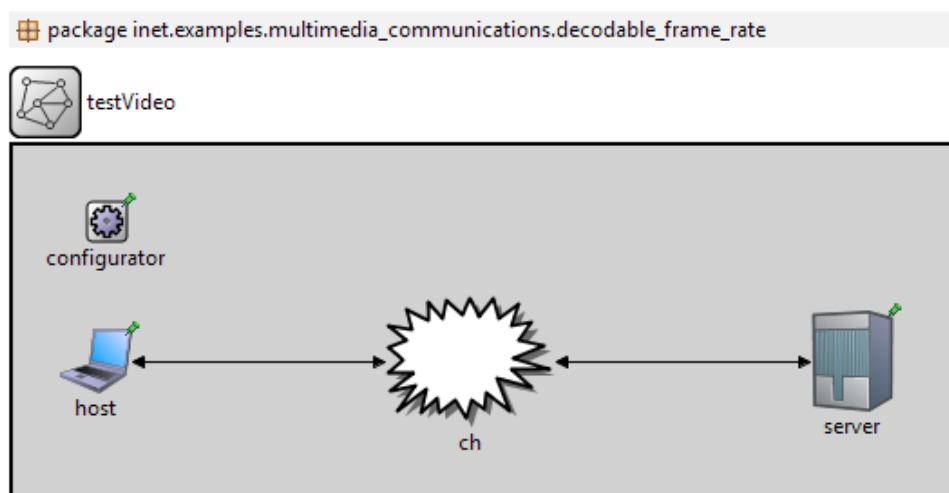 package inet.examples.multimedia_communications.decodable_frame_rate
testVideo
configurator
host
ch
server